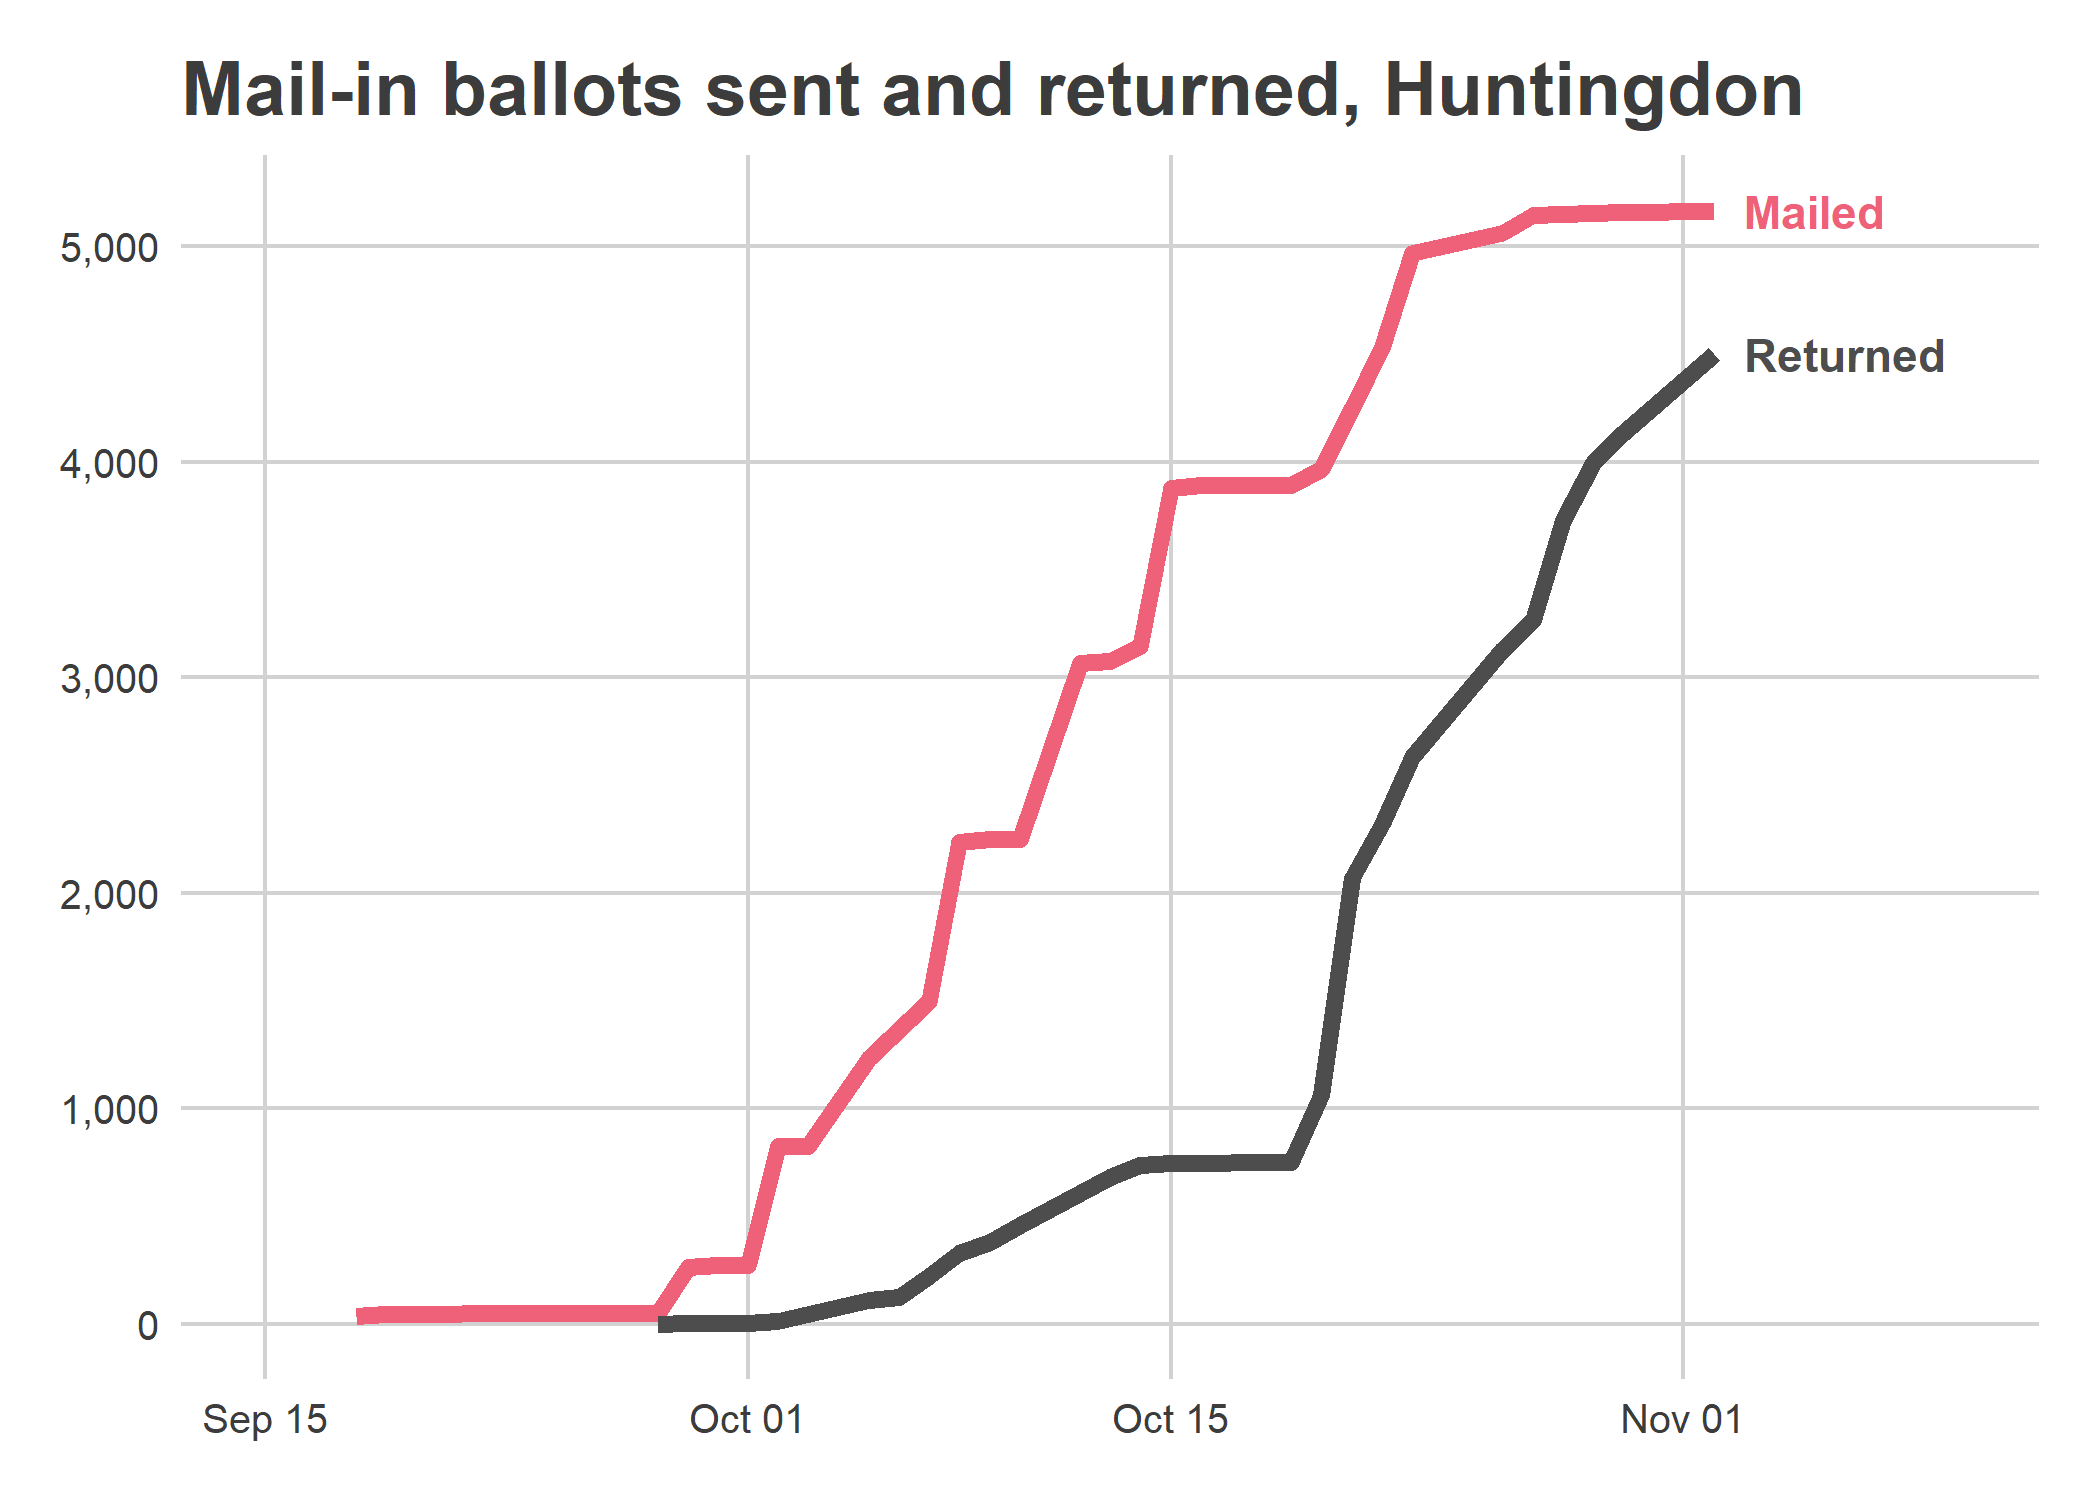 Mail-in ballots sent and returned, Huntingdon
Mailed
Returned
5,000
4,000
3,000
2,000
1,000
0
Sep 15
Oct 01
Oct 15
Nov 01